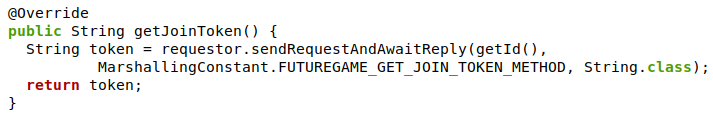 @Override
public String getJoinToken() {
  String token = requestor.sendRequestAndAwaitReply(getId(),
          MarshallingConstant.FUTUREGAME_GET_JOIN_TOKEN_METHOD, String.class);
  return token;
}